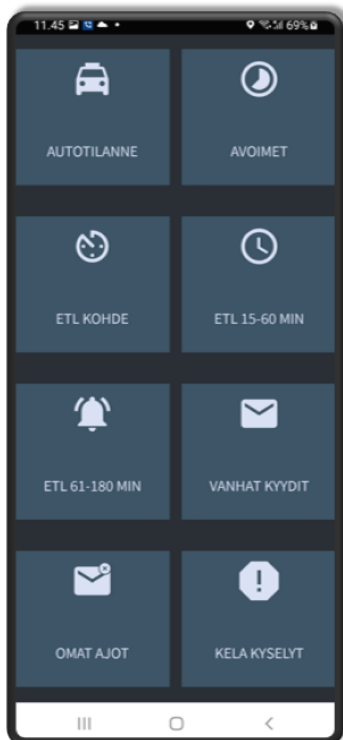 11.45 69%
AUTOTILANNE AVOIMET
ETL KOHDE ETL 15-60 MIN
ETL 61-180 MIN VANHAT KYYDIT
OMAT AJOT KELA KYSELYT